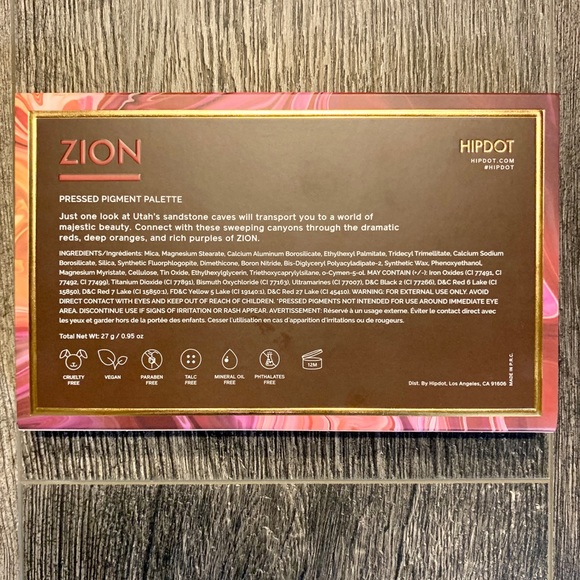 ZION
HIPDOT
HIPDOT.COM
#HIPDOT
PRESSED PIGMENT PALETTE
Just one look at Utah's sandstone caves will transport you to a world of
majestic beauty. Connect with these sweeping canyons through the dramatic
reds, deep oranges, and rich purples of ZION.
INGREDIENTS/Ingrédients: Mica, Magnesium Stearate, Calcium Aluminum Borosilicate, Ethylhexyl Palmitate, Tridecyl Trimellitate, Calcium Sodium
Borosilicate, Silica, Synthetic Fluorphlogopite, Dimethicone, Boron Nitride, Bis-Diglyceryl Polyacyladipate-2, Synthetic Wax, Phenoxyethanol,
Magnesium Myristate, Cellulose, Tin Oxide, Ethylhexylglycerin, Triethoxycaprylylsilane, o-Cymen-5-ol. MAY CONTAIN (+/-): Iron Oxides (CI 77491, CI
77492, CI 77499), Titanium Dioxide (CI 77891), Bismuth Oxychloride (CI 77163), Ultramarines (CI 77007), D&C Black 2 (CI 77266), D&C Red 6 Lake (CI
15850), D&C Red 7 Lake (CI 15850:1), FD&C Yellow 5 Lake (CI 19140:1), D&C Red 27 Lake (CI 45410). WARNING: FOR EXTERNAL USE ONLY. AVOID
DIRECT CONTACT WITH EYES AND KEEP OUT OF REACH OF CHILDREN. *PRESSED PIGMENTS NOT INTENDED FOR USE AROUND IMMEDIATE EYE
AREA. DISCONTINUE USE IF SIGNS OF IRRITATION OR RASH APPEAR. AVERTISSEMENT: Réservé à un usage externe. Éviter le contact direct avec
les yeux et garder hors de la portée des enfants. Cesser l'utilisation en cas d'apparition d'irritations ou de rougeurs.
Total Net Wt: 27 g / 0.95 oz
CRUELTY
FREE
VEGAN
PARABEN
FREE
TALC
FREE
MINERAL OIL
FREE
PHTHALATES
FREE
12M
Dist. By Hipdot, Los Angeles, CA 91606
MADE IN P.R.C.